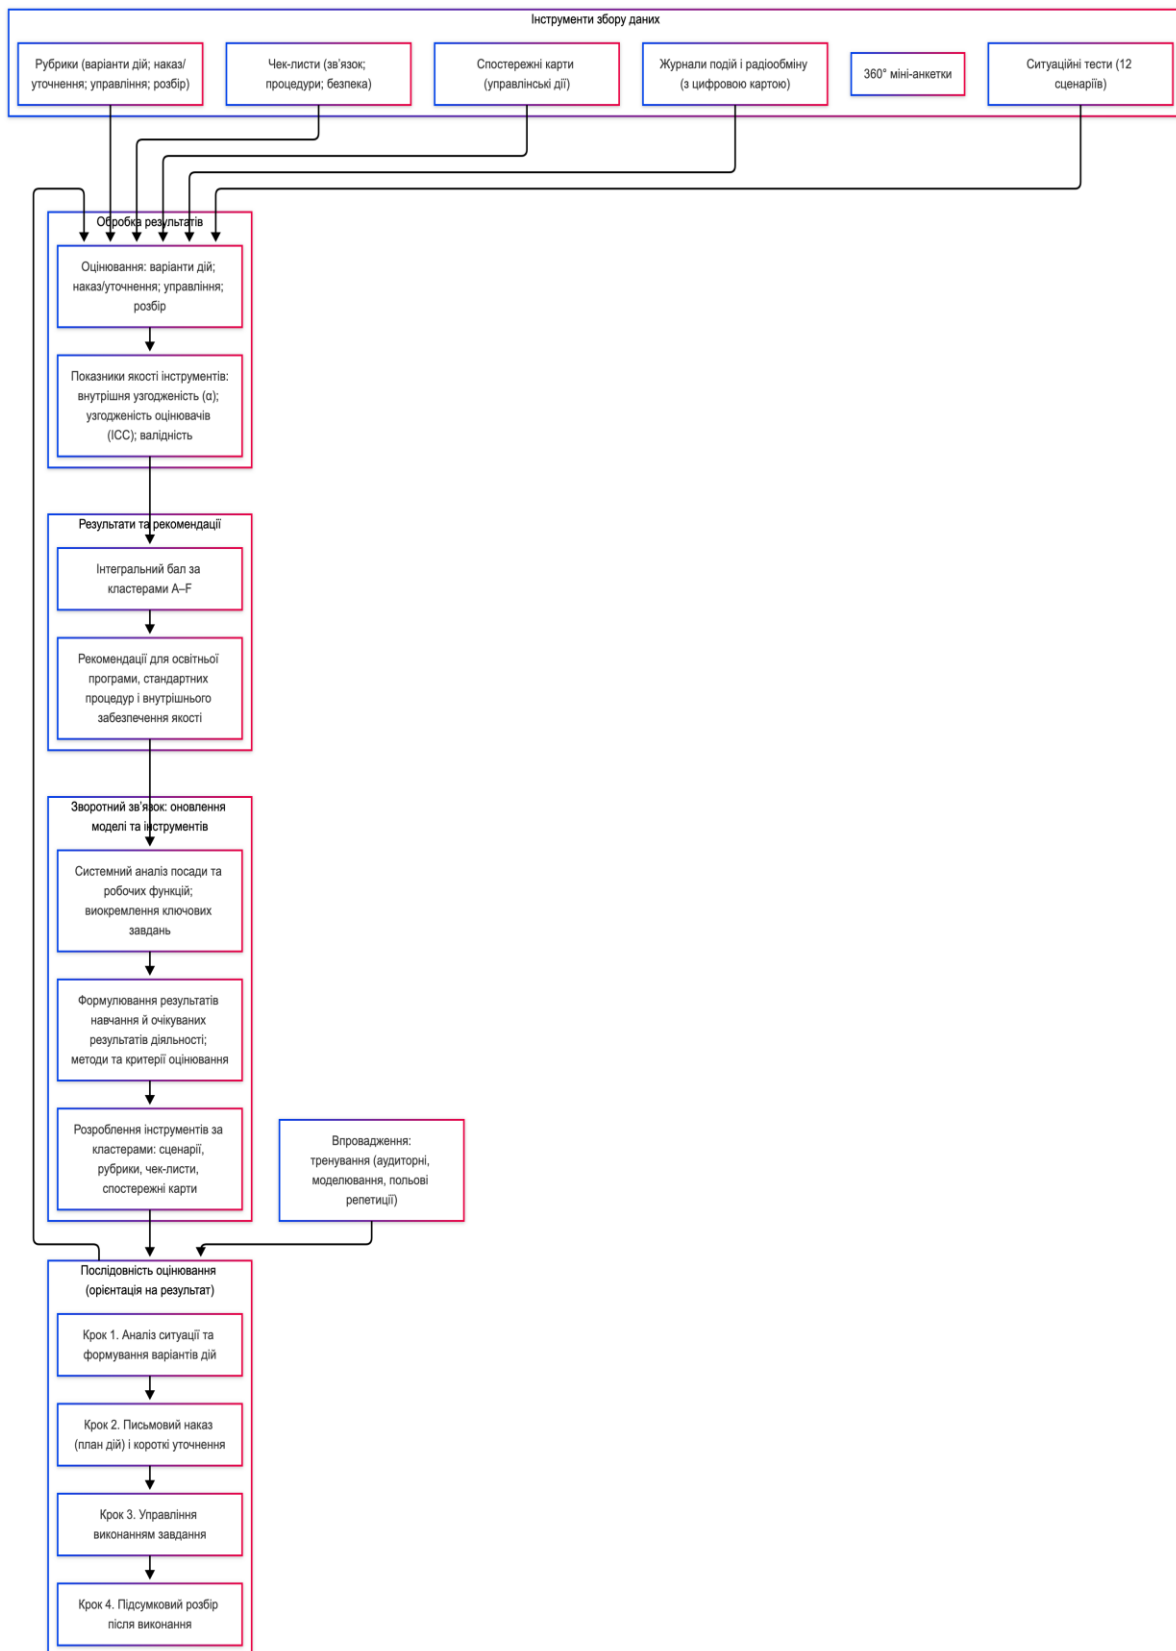 Інструменти збору даних
Рубрики (варіанти дій; наказ/
уточнення; управління; розбір)
Чек-листи (зв'язок;
процедури; безпека)
Спостережні карти
(управлінські дії)
Журнали подій і радіообміну
(з цифровою картою)
360° міні-анкетки
Ситуаційні тести (12
сценаріїв)
Обробка результатів
Оцінювання: варіанти дій;
наказ/уточнення; управління;
розбір
Показники якості інструментів:
внутрішня узгодженість (α);
узгодженість оцінювачів
(ICC); валідність
Результати та рекомендації
Інтегральний бал за
кластерами A–F
Рекомендації для освітньої
програми, стандартних
процедур і внутрішнього
забезпечення якості
Зворотний зв'язок: оновлення
моделі та інструментів
Системний аналіз посади та
робочих функцій;
виокремлення ключових
завдань
Формулювання результатів
навчання й очікуваних
результатів діяльності;
методи та критерії оцінювання
Розроблення інструментів за
кластерами: сценарії,
рубрики, чек-листи,
спостережні карти
Впровадження:
тренування (аудиторні,
моделювання, польові
репетиції)
Послідовність оцінювання
(орієнтація на результат)
Крок 1. Аналіз ситуації та
формування варіантів дій
Крок 2. Письмовий наказ
(план дій) і короткі уточнення
Крок 3. Управління
виконанням завдання
Крок 4. Підсумковий розбір
після виконання